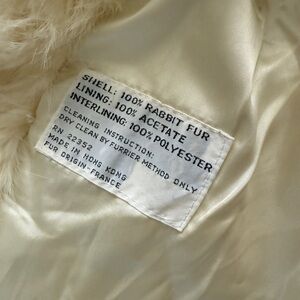 SHELL: 100% RABBIT FUR
LINING: 100% ACETATE
INTERLINING: 100% POLYESTER
CLEANING INSTRUCTION:
DRY CLEAN BY FURRIER METHOD ONLY
RN 22352
MADE IN HONG KONG
FUR ORIGIN-FRANCE